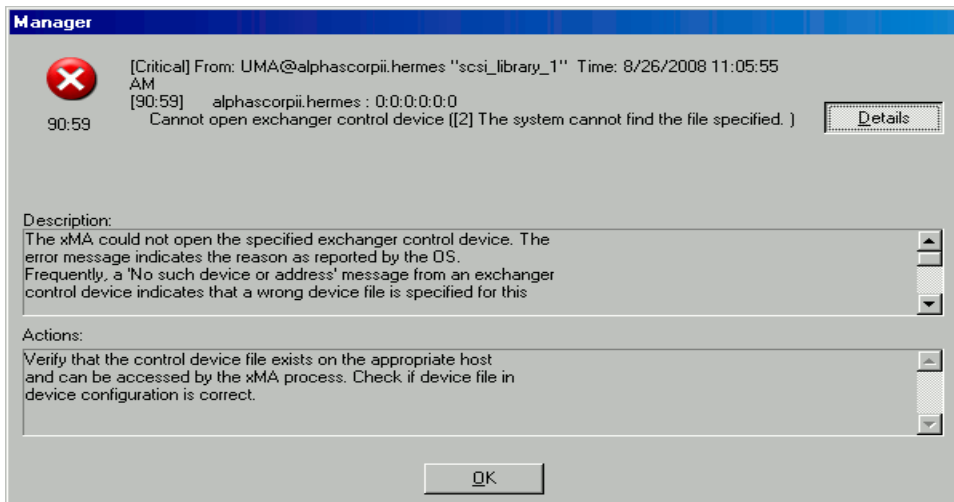 Manager
[Critical] From: UMA@alphascorpii.hermes "scsi_library_1" Time: 8/26/2008 11:05:55
AM
[90:59] alphascorpii.hermes : 0:0:0:0:0:0
Cannot open exchanger control device ([2] The system cannot find the file specified. )
90:59
Details
Description:
The xMA could not open the specified exchanger control device. The
error message indicates the reason as reported by the OS.
Frequently, a 'No such device or address' message from an exchanger
control device indicates that a wrong device file is specified for this
Actions:
Verify that the control device file exists on the appropriate host
and can be accessed by the xMA process. Check if device file in
device configuration is correct.
OK